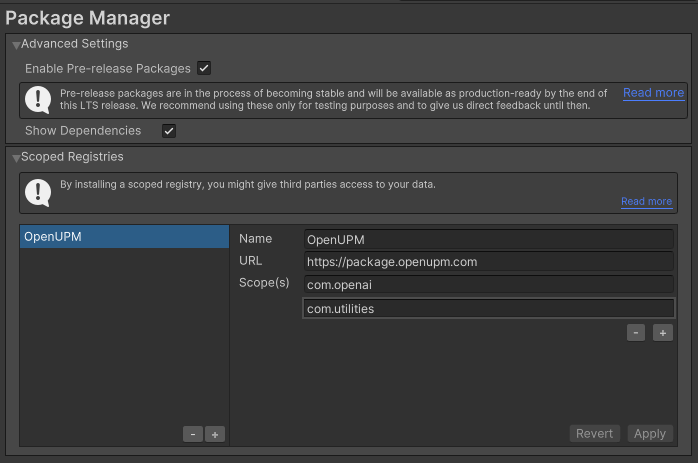 Package Manager
Advanced Settings
Enable Pre-release Packages
Pre-release packages are in the process of becoming stable and will be available as production-ready by the end of
this LTS release. We recommend using these only for testing purposes and to give us direct feedback until then.
Read more
Show Dependencies
Scoped Registries
By installing a scoped registry, you might give third parties access to your data.
Read more
OpenUPM
Name OpenUPM
URL https://package.openupm.com
Scope(s) com.openai
com.utilities
- +
- +
Revert Apply